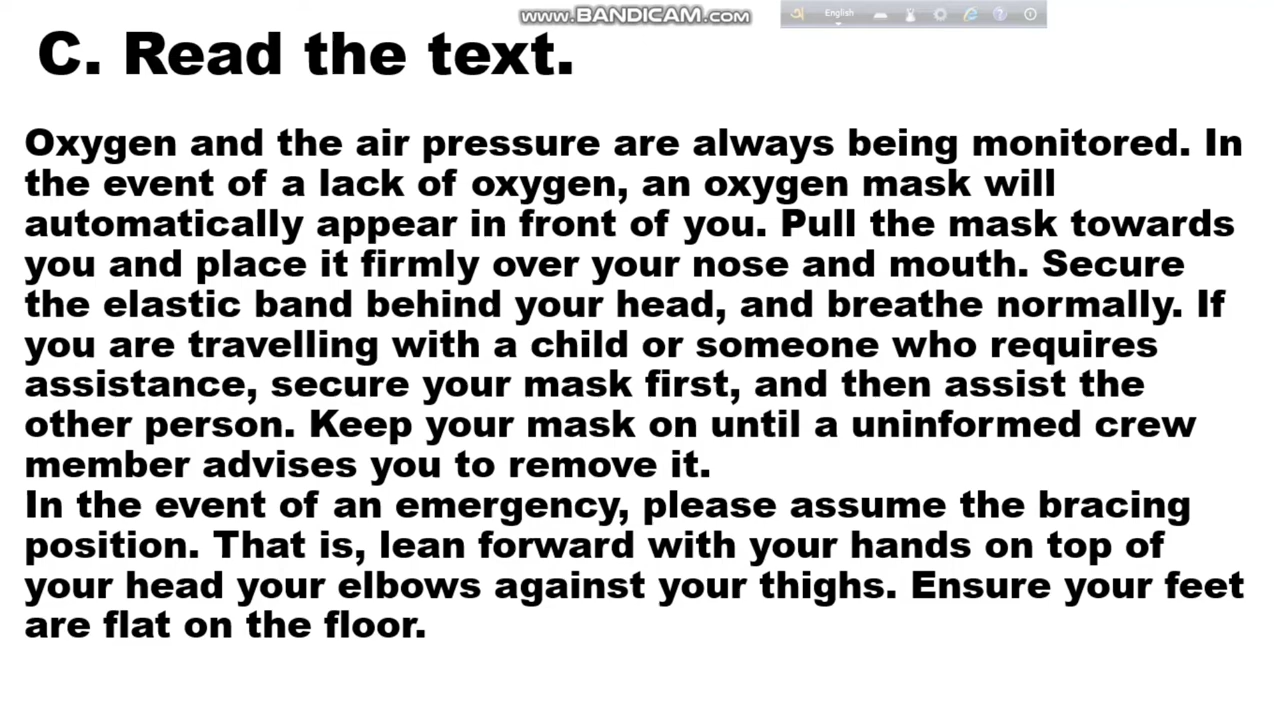 www.BANDICAM.com
English
C. Read the text.
Oxygen and the air pressure are always being monitored. In
the event of a lack of oxygen, an oxygen mask will
automatically appear in front of you. Pull the mask towards
you and place it firmly over your nose and mouth. Secure
the elastic band behind your head, and breathe normally. If
you are travelling with a child or someone who requires
assistance, secure your mask first, and then assist the
other person. Keep your mask on until a uninformed crew
member advises you to remove it.
In the event of an emergency, please assume the bracing
position. That is, lean forward with your hands on top of
your head your elbows against your thighs. Ensure your feet
are flat on the floor.